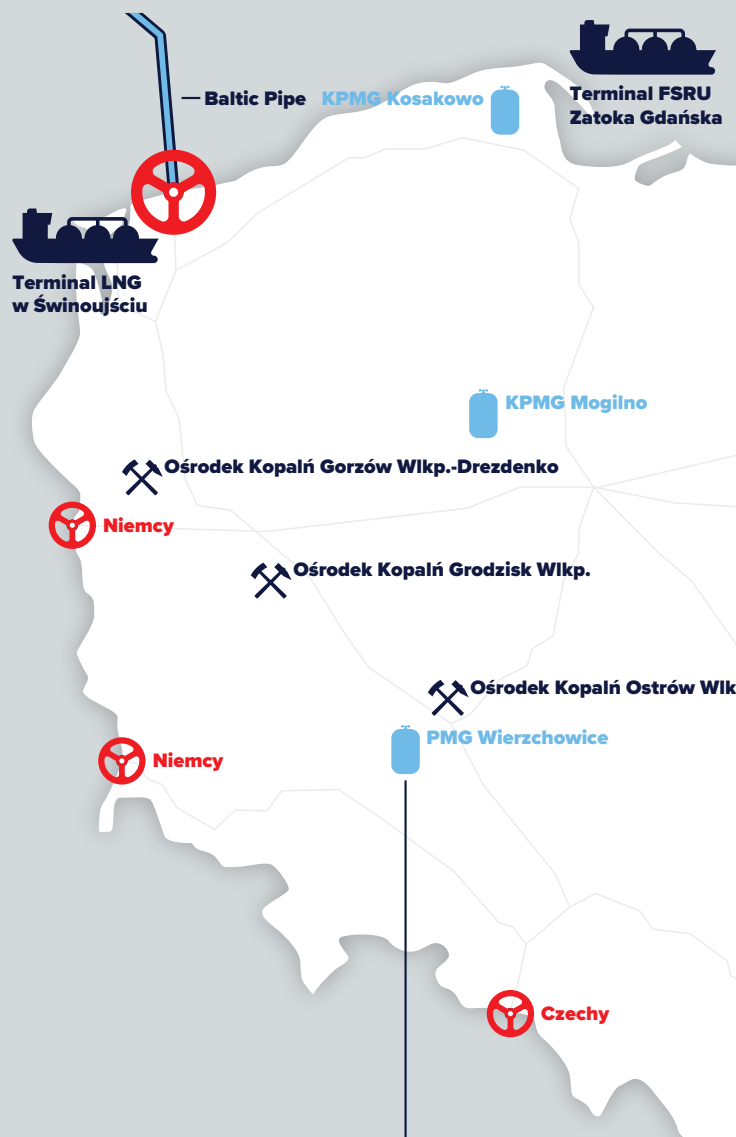 Terminal FSRU
Zatoka Gdańska
Baltic Pipe
KPMG Kosakowo
Terminal LNG
w Świnoujściu
KPMG Mogilno
Ośrodek Kopalń Gorzów Wlkp.-Drezdenko
Niemcy
Ośrodek Kopalń Grodzisk Wlkp.
Ośrodek Kopalń Ostrów Wlk
PMG Wierzchowice
Niemcy
Czechy